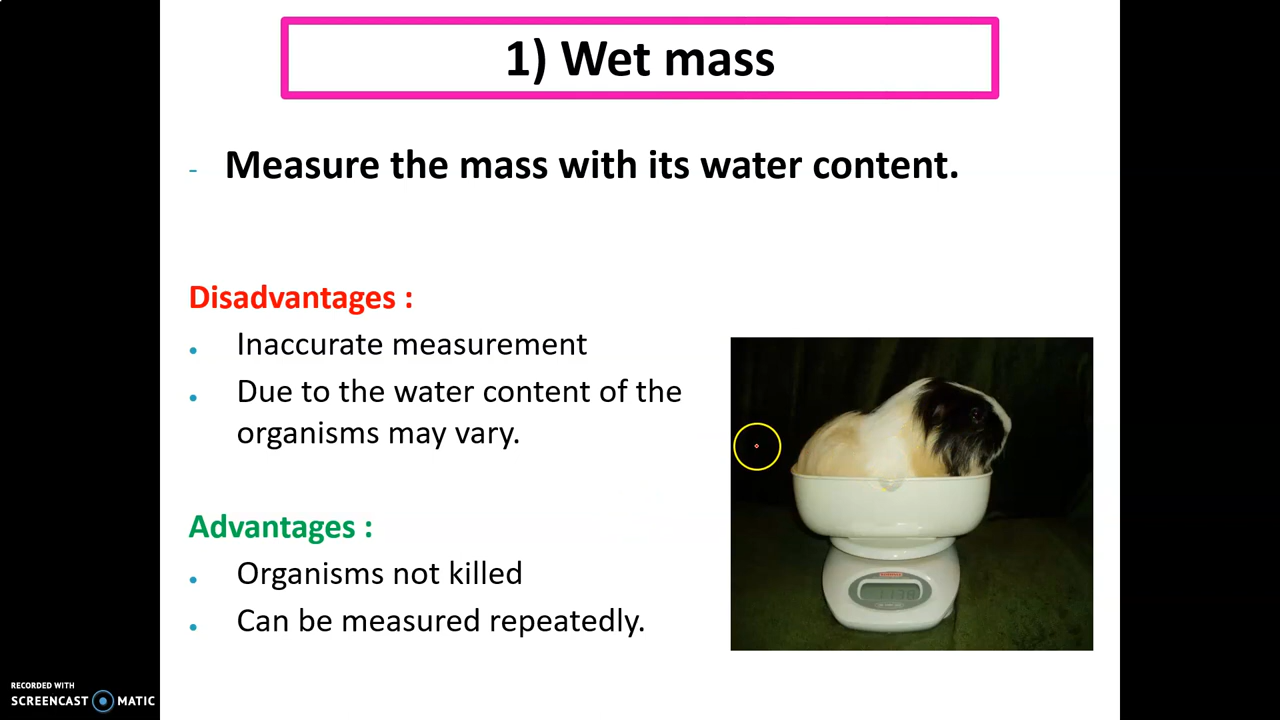 1) Wet mass
- Measure the mass with its water content.
Disadvantages :
• Inaccurate measurement
• Due to the water content of the
organisms may vary.
Advantages :
• Organisms not killed
• Can be measured repeatedly.
RECORDED WITH
SCREENCAST MATIC